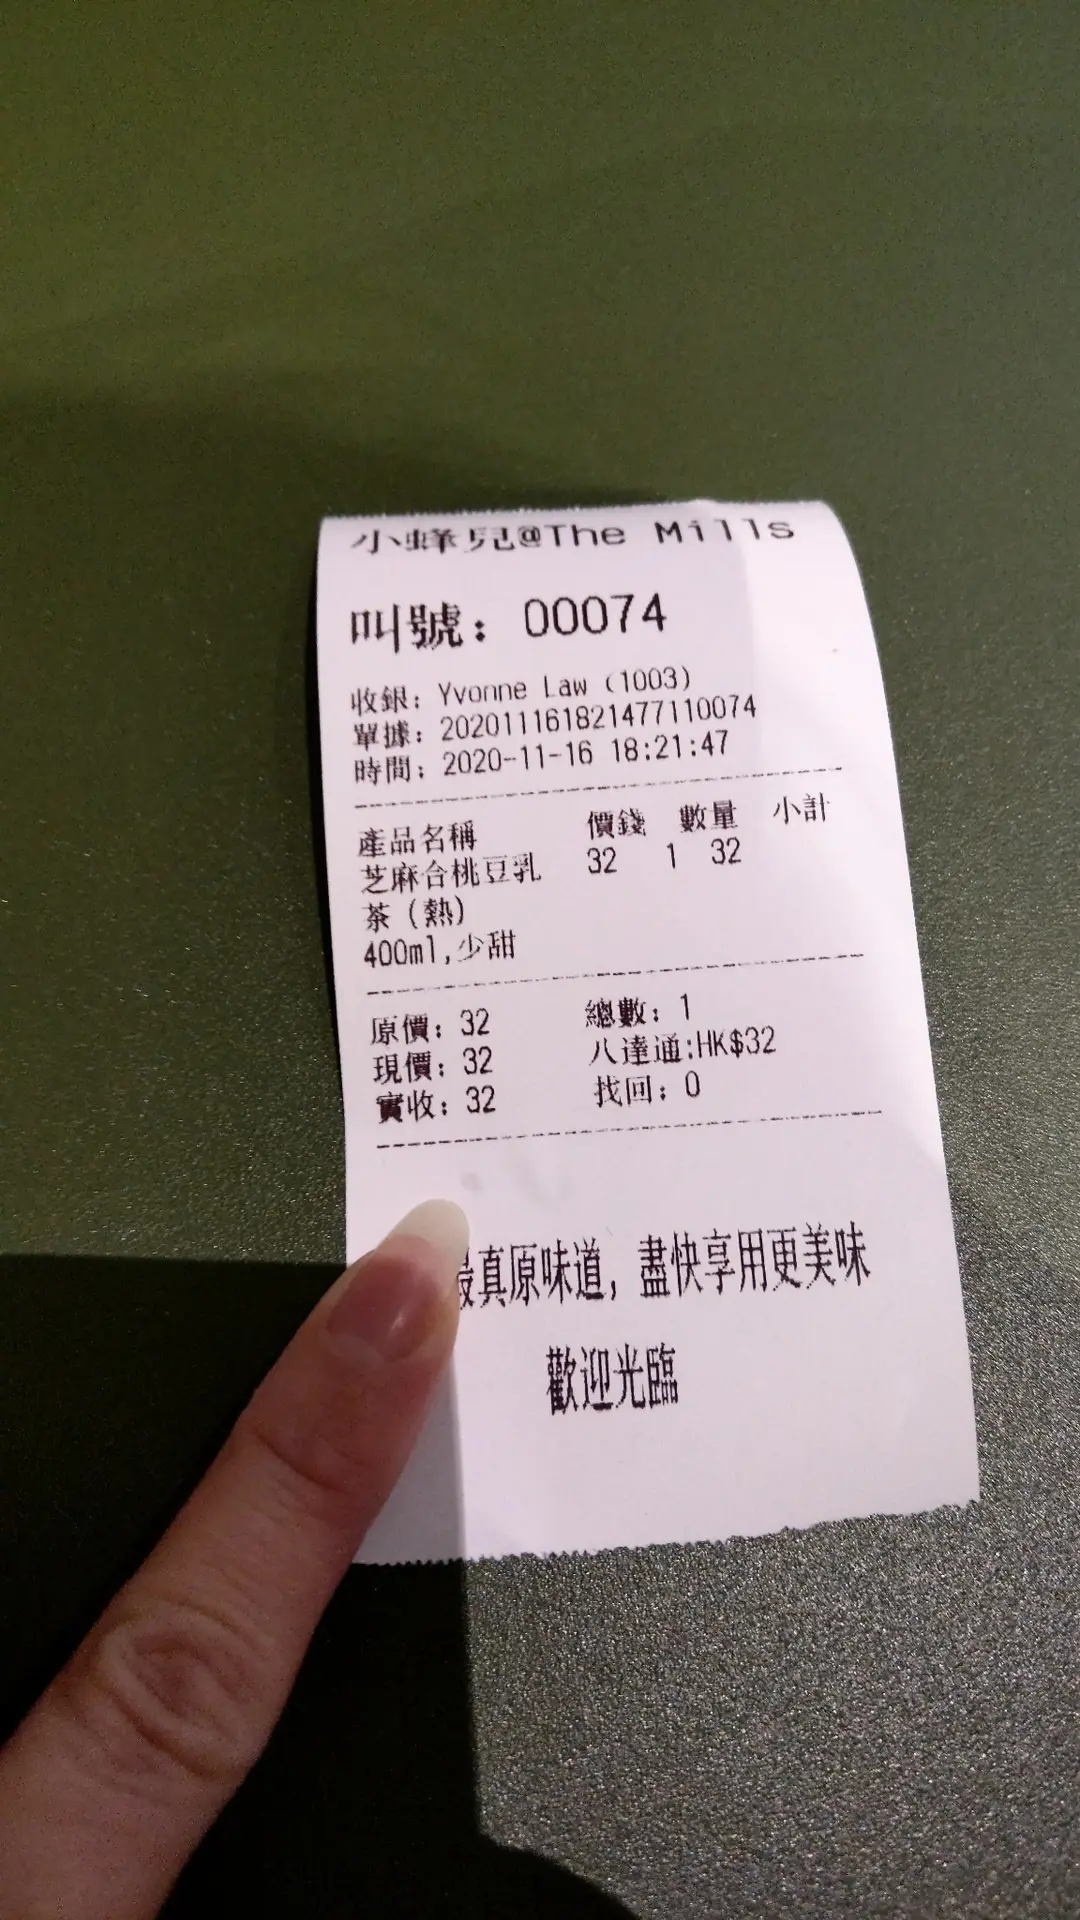 小蜂兒@The Mills
叫號：00074
收銀：Yvonne Law (1003)
單據：202011161821477110074
時間：2020-11-16 18:21:47
產品名稱 價錢 數量 小計
芝麻合桃豆乳 32 1 32
茶（熱）
400ml,少甜
原價：32 總數：1
現價：32 八達通:HK$32
實收：32 找回：0
最真原味道，盡快享用更美味
歡迎光臨